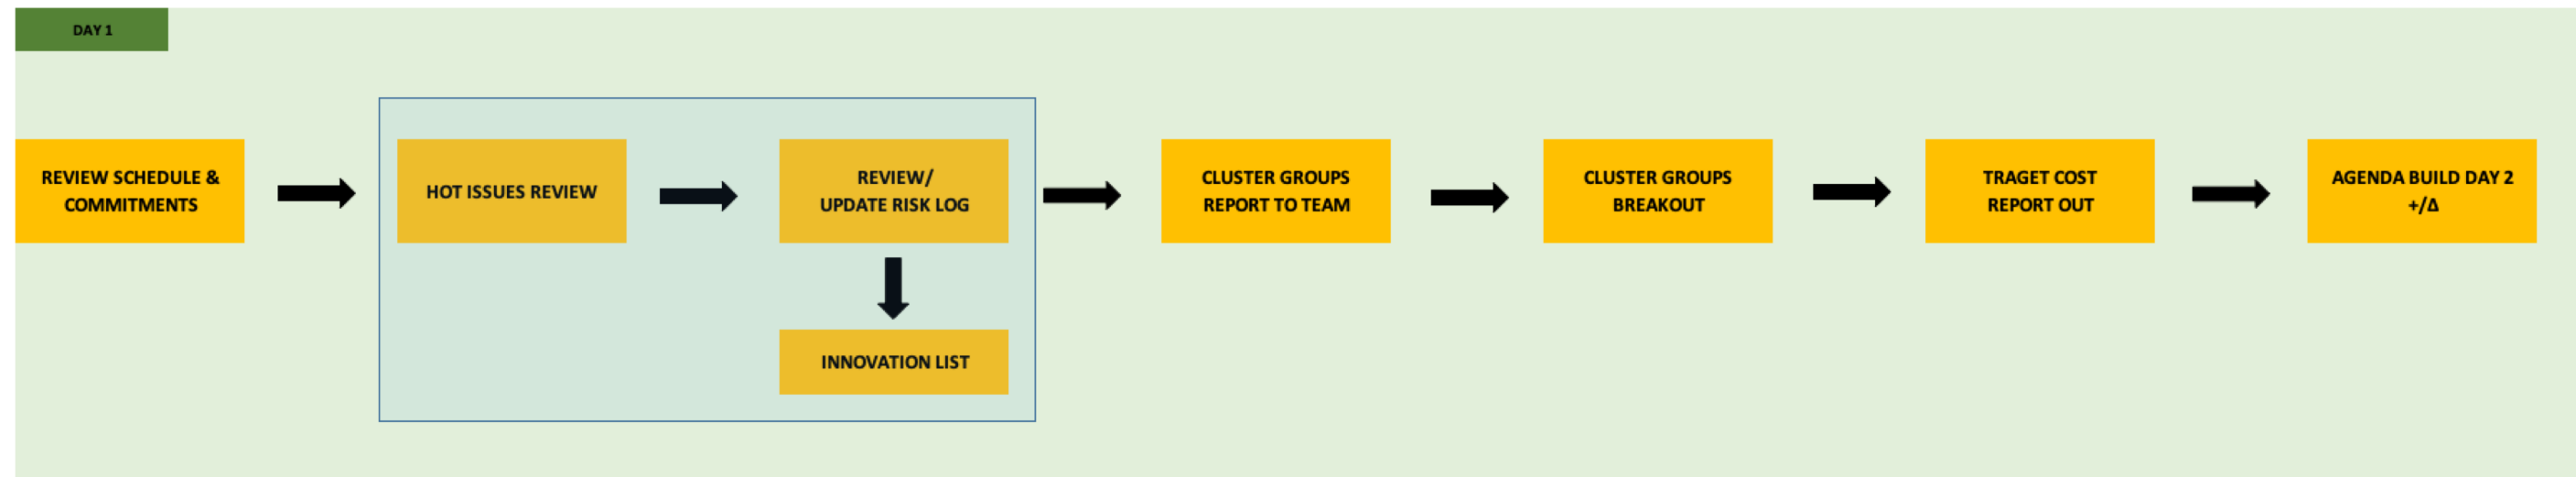 DAY 1
REVIEW SCHEDULE &
COMMITMENTS
HOT ISSUES REVIEW
REVIEW/
UPDATE RISK LOG
INNOVATION LIST
CLUSTER GROUPS
REPORT TO TEAM
CLUSTER GROUPS
BREAKOUT
TRAGET COST
REPORT OUT
AGENDA BUILD DAY 2
+/Δ